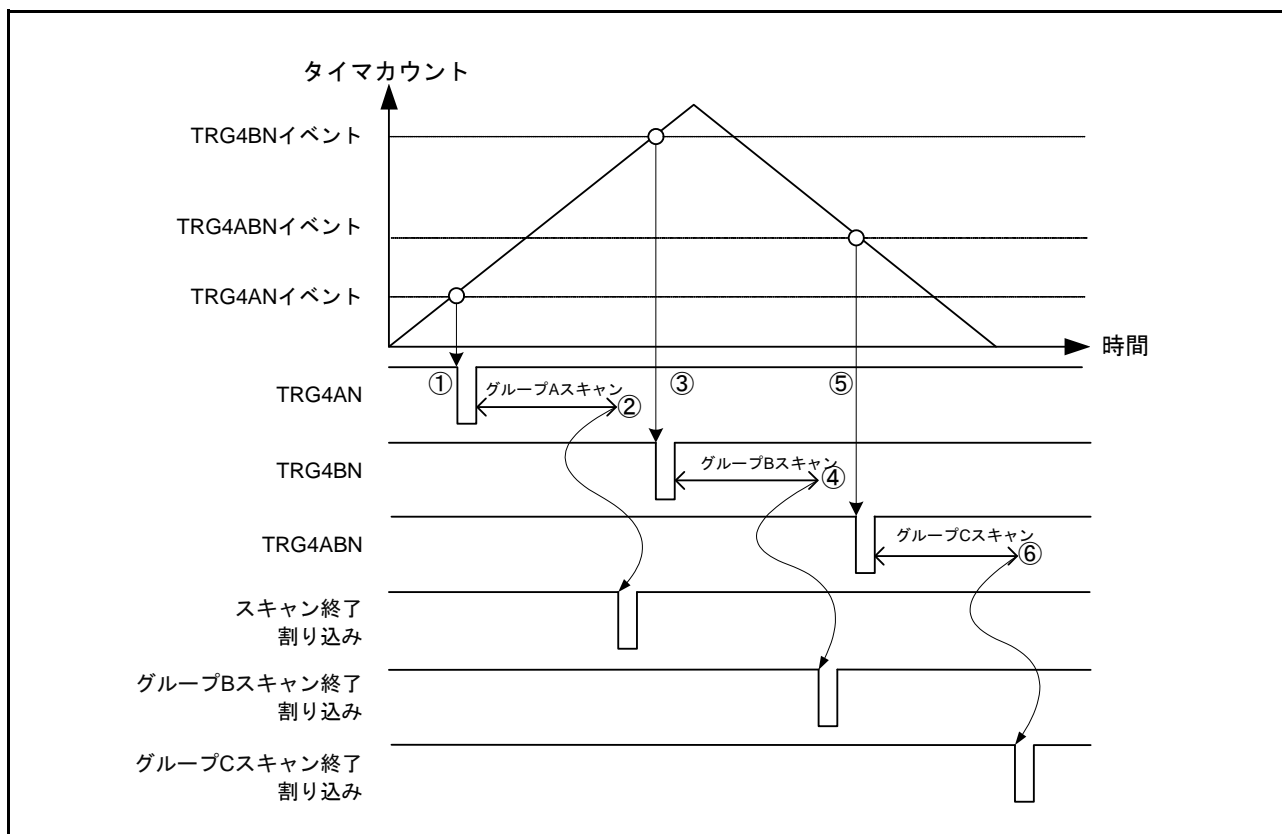 タイマカウント
TRG4BNイベント
TRG4ABNイベント
TRG4ANイベント
時間
TRG4AN
①
グループAスキャン
②
③
⑤
TRG4BN
グループBスキャン
④
TRG4ABN
グループCスキャン
⑥
スキャン終了
割り込み
グループBスキャン終了
割り込み
グループCスキャン終了
割り込み